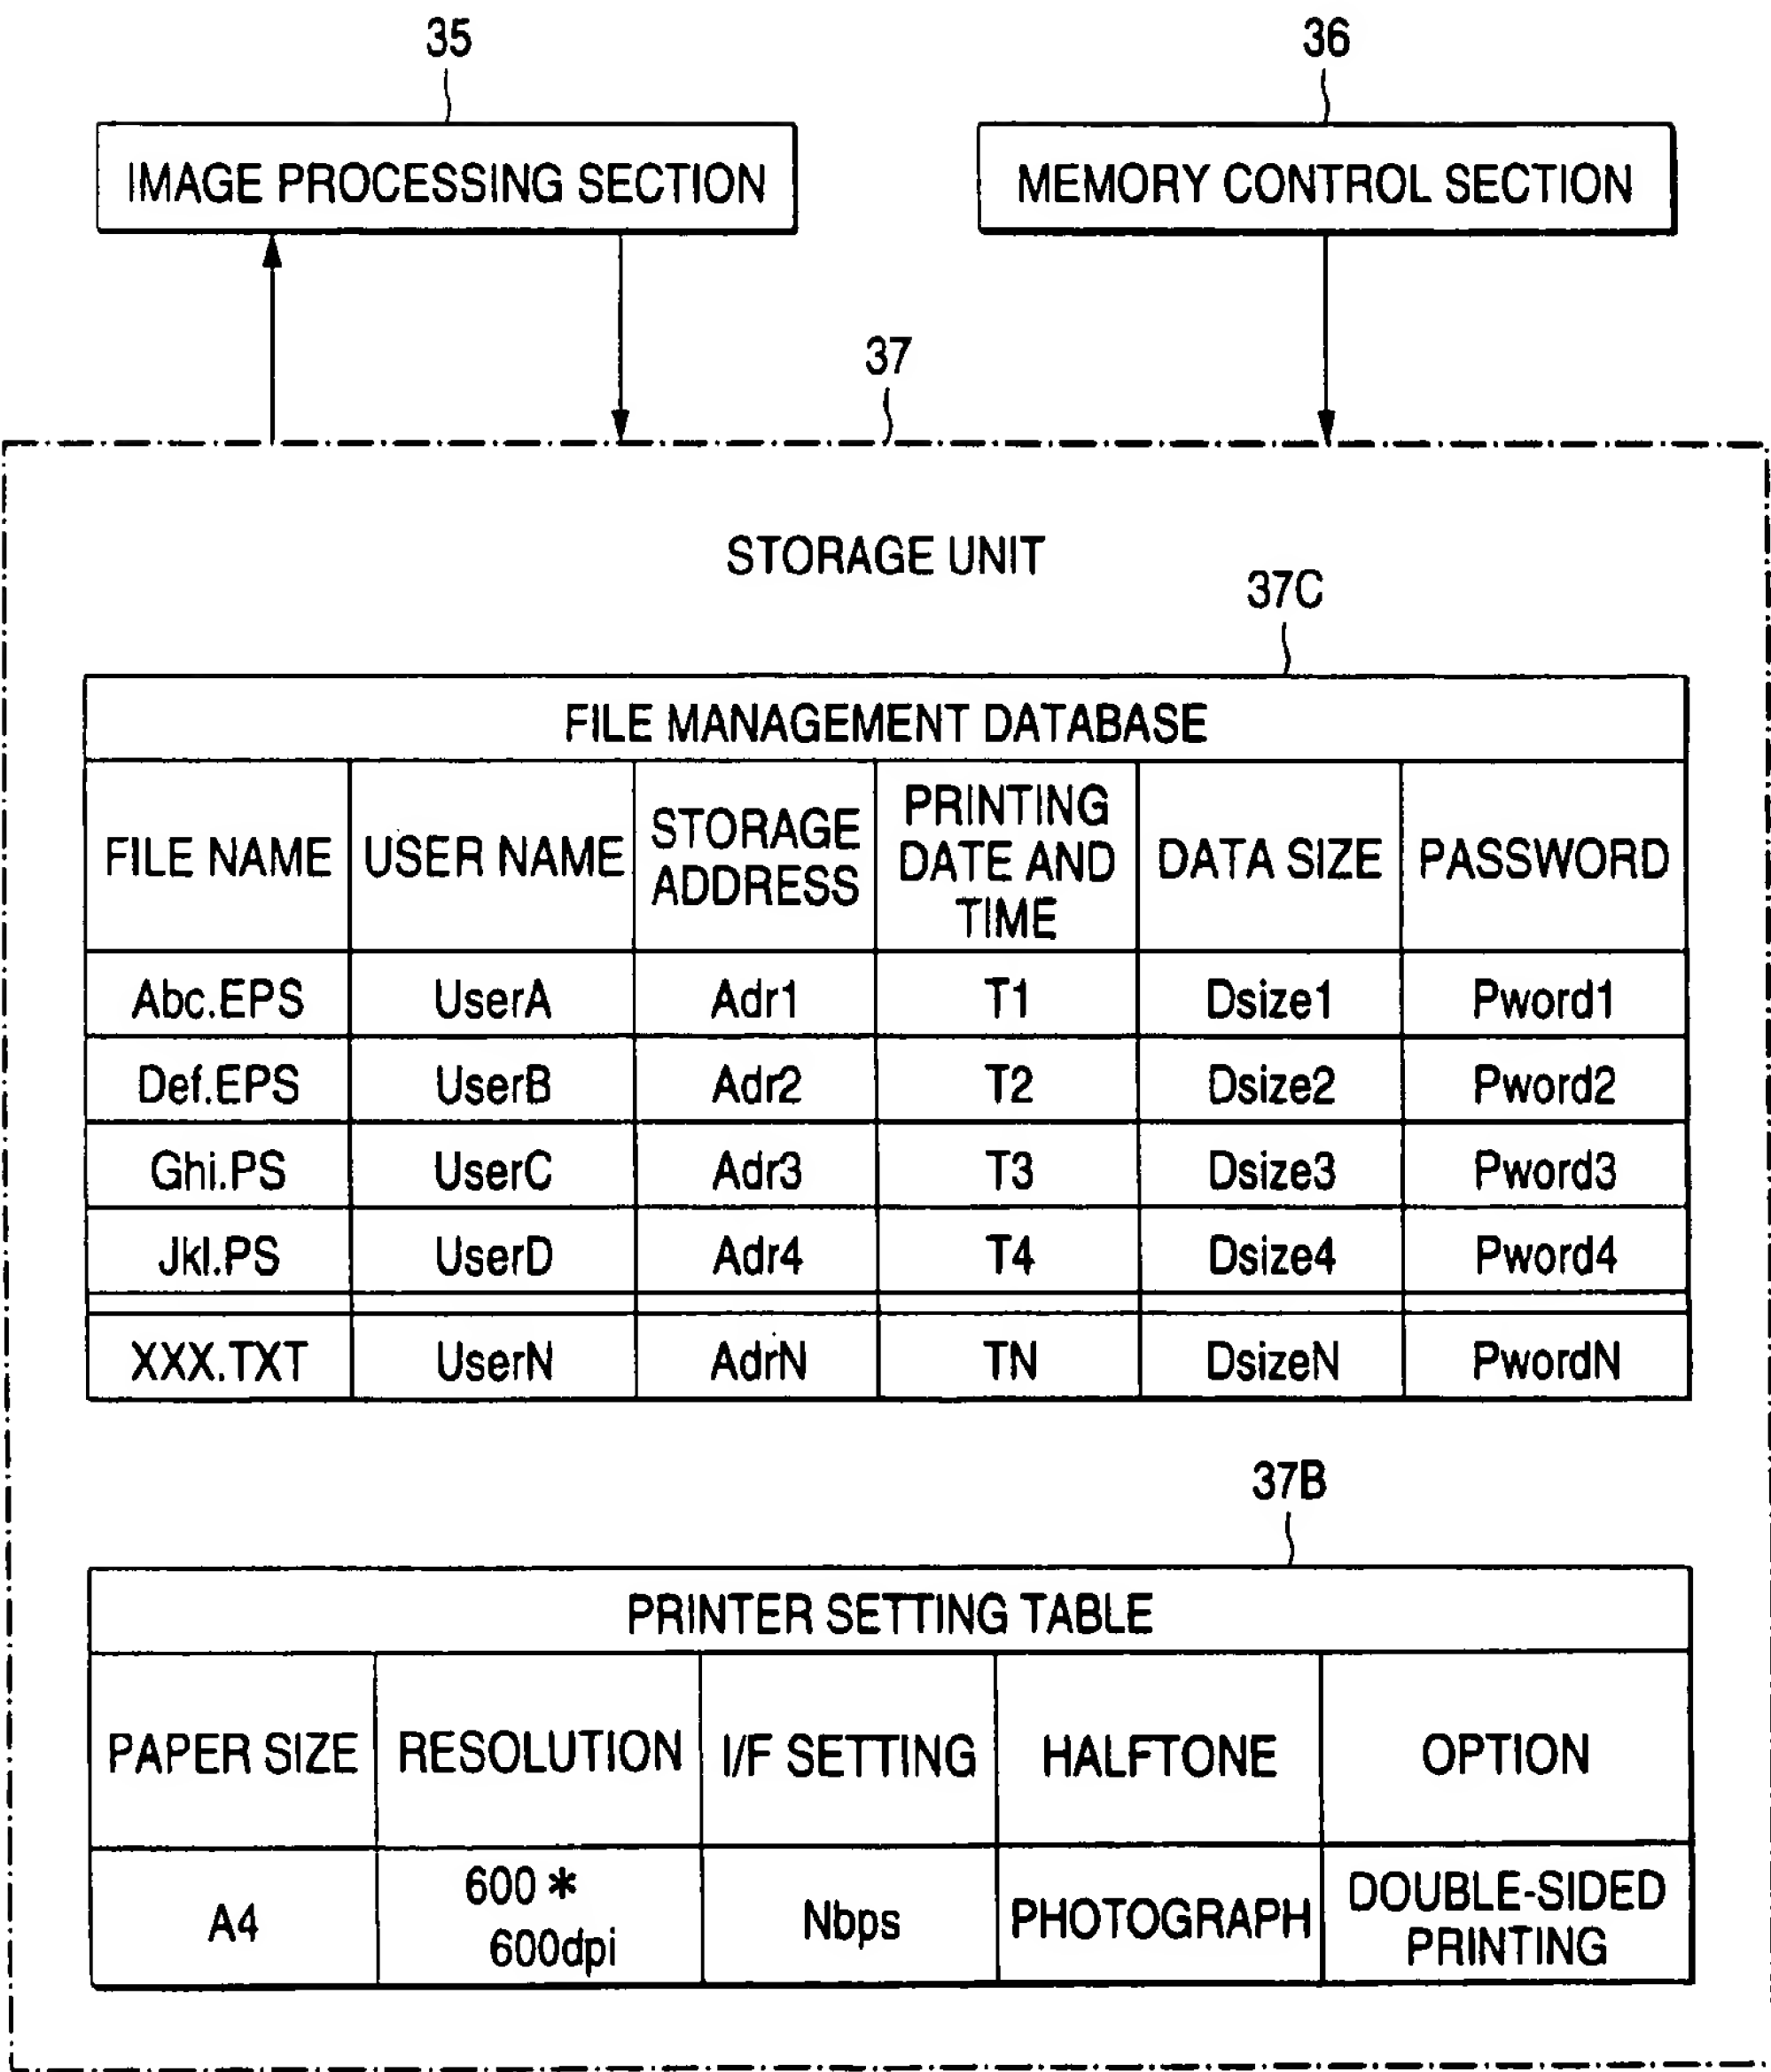 35
36
IMAGE PROCESSING SECTION
MEMORY CONTROL SECTION
37
STORAGE UNIT
37C
FILE MANAGEMENT DATABASE
FILE NAME
USER NAME
STORAGE
ADDRESS
PRINTING
DATE AND
TIME
DATA SIZE
PASSWORD
Abc.EPS UserA Adr1 T1 Dsize1 Pword1
Def.EPS UserB Adr2 T2 Dsize2 Pword2
Ghi.PS UserC Adr3 T3 Dsize3 Pword3
Jkl.PS UserD Adr4 T4 Dsize4 Pword4
XXX.TXT UserN AdrN TN DsizeN PwordN
37B
PRINTER SETTING TABLE
PAPER SIZE RESOLUTION I/F SETTING HALFTONE OPTION
A4
600 *
600dpi
Nbps
PHOTOGRAPH
DOUBLE-SIDED
PRINTING